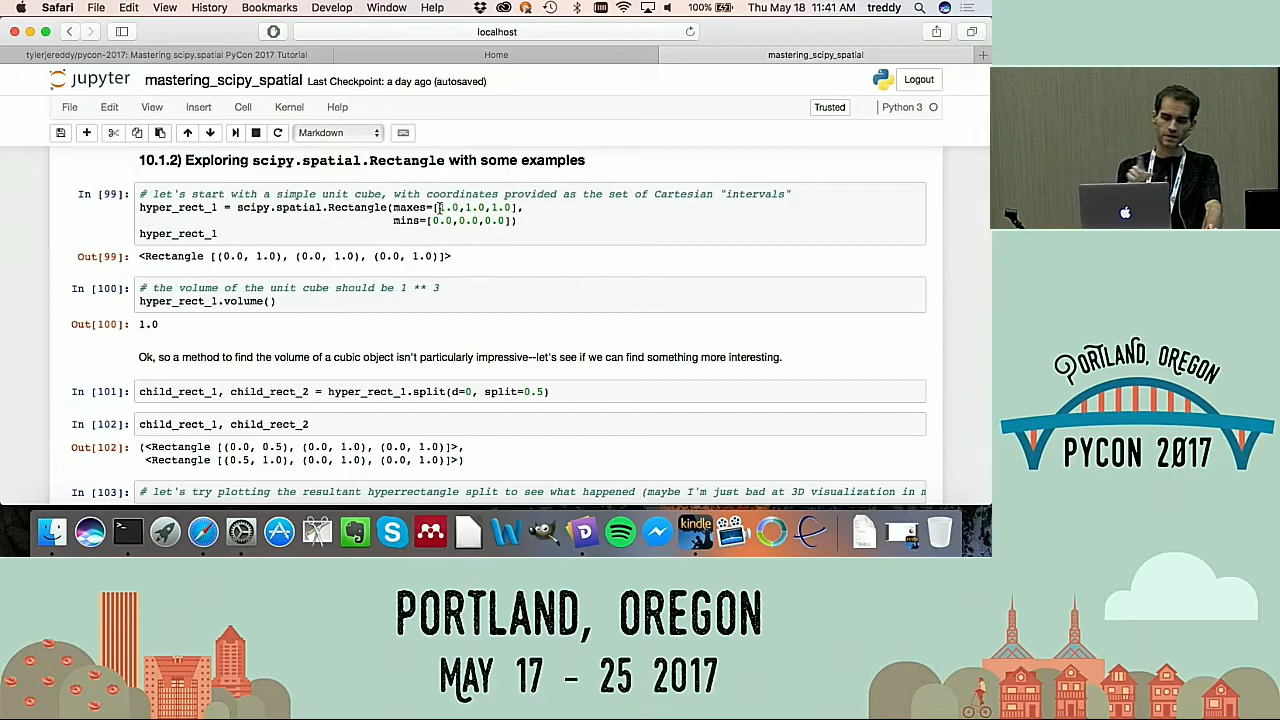 Safari File Edit View History Bookmarks Develop Window Help 100% Thu May 18 11:41 AM treddy
localhost
tylerjereddy/pycon-2017: Mastering scipy.spatial PyCon 2017 Tutorial Home mastering_scipy_spatial
jupyter mastering_scipy_spatial Last Checkpoint: a day ago (autosaved) Logout
File Edit View Insert Cell Kernel Help Trusted Python 3
Markdown
10.1.2) Exploring scipy.spatial.Rectangle with some examples
In [99]: # let's start with a simple unit cube, with coordinates provided as the set of Cartesian "intervals"
hyper_rect_1 = scipy.spatial.Rectangle(maxes=[1.0,1.0,1.0],
mins=[0.0,0.0,0.0])
hyper_rect_1
Out[99]: <Rectangle [(0.0, 1.0), (0.0, 1.0), (0.0, 1.0)]>
In [100]: # the volume of the unit cube should be 1 ** 3
hyper_rect_1.volume()
Out[100]: 1.0
Ok, so a method to find the volume of a cubic object isn't particularly impressive--let's see if we can find something more interesting.
In [101]: child_rect_1, child_rect_2 = hyper_rect_1.split(d=0, split=0.5)
In [102]: child_rect_1, child_rect_2
Out[102]: (<Rectangle [(0.0, 0.5), (0.0, 1.0), (0.0, 1.0)]>,
<Rectangle [(0.5, 1.0), (0.0, 1.0), (0.0, 1.0)]>)
In [103]: # let's try plotting the resultant hyperrectangle split to see what happened (maybe I'm just bad at 3D visualization in m
kindle
PORTLAND, OREGON
PYCON 2017
PORTLAND, OREGON
MAY 17 - 25 2017